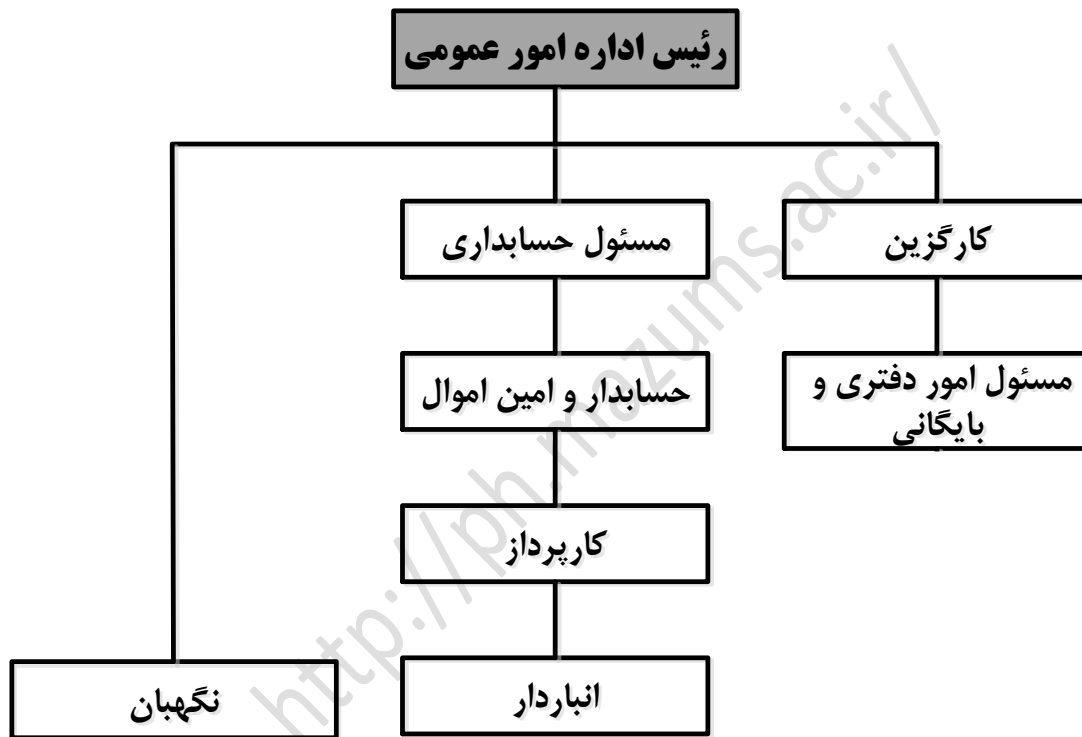 رئیس اداره امور عمومی
کارگزین
مسئول حسابداری
مسئول امور دفتری و
بایگانی
حسابدار و امین اموال
کارپرداز
انباردار
نگهبان
http://ph.mazums.ac.ir/